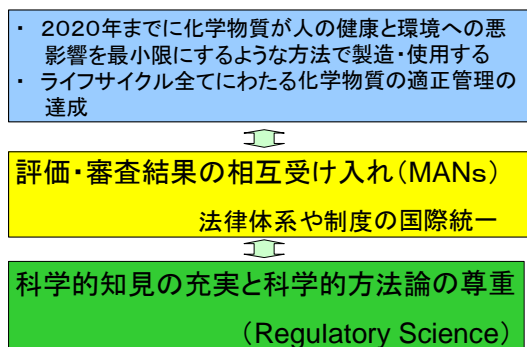 ・ 2020年までに化学物質が人の健康と環境への悪
影響を最小限にするような方法で製造・使用する
・ ライフサイクル全てにわたる化学物質の適正管理の
達成
評価・審査結果の相互受け入れ(MANs)
法律体系や制度の国際統一
科学的知見の充実と科学的方法論の尊重
(Regulatory Science)